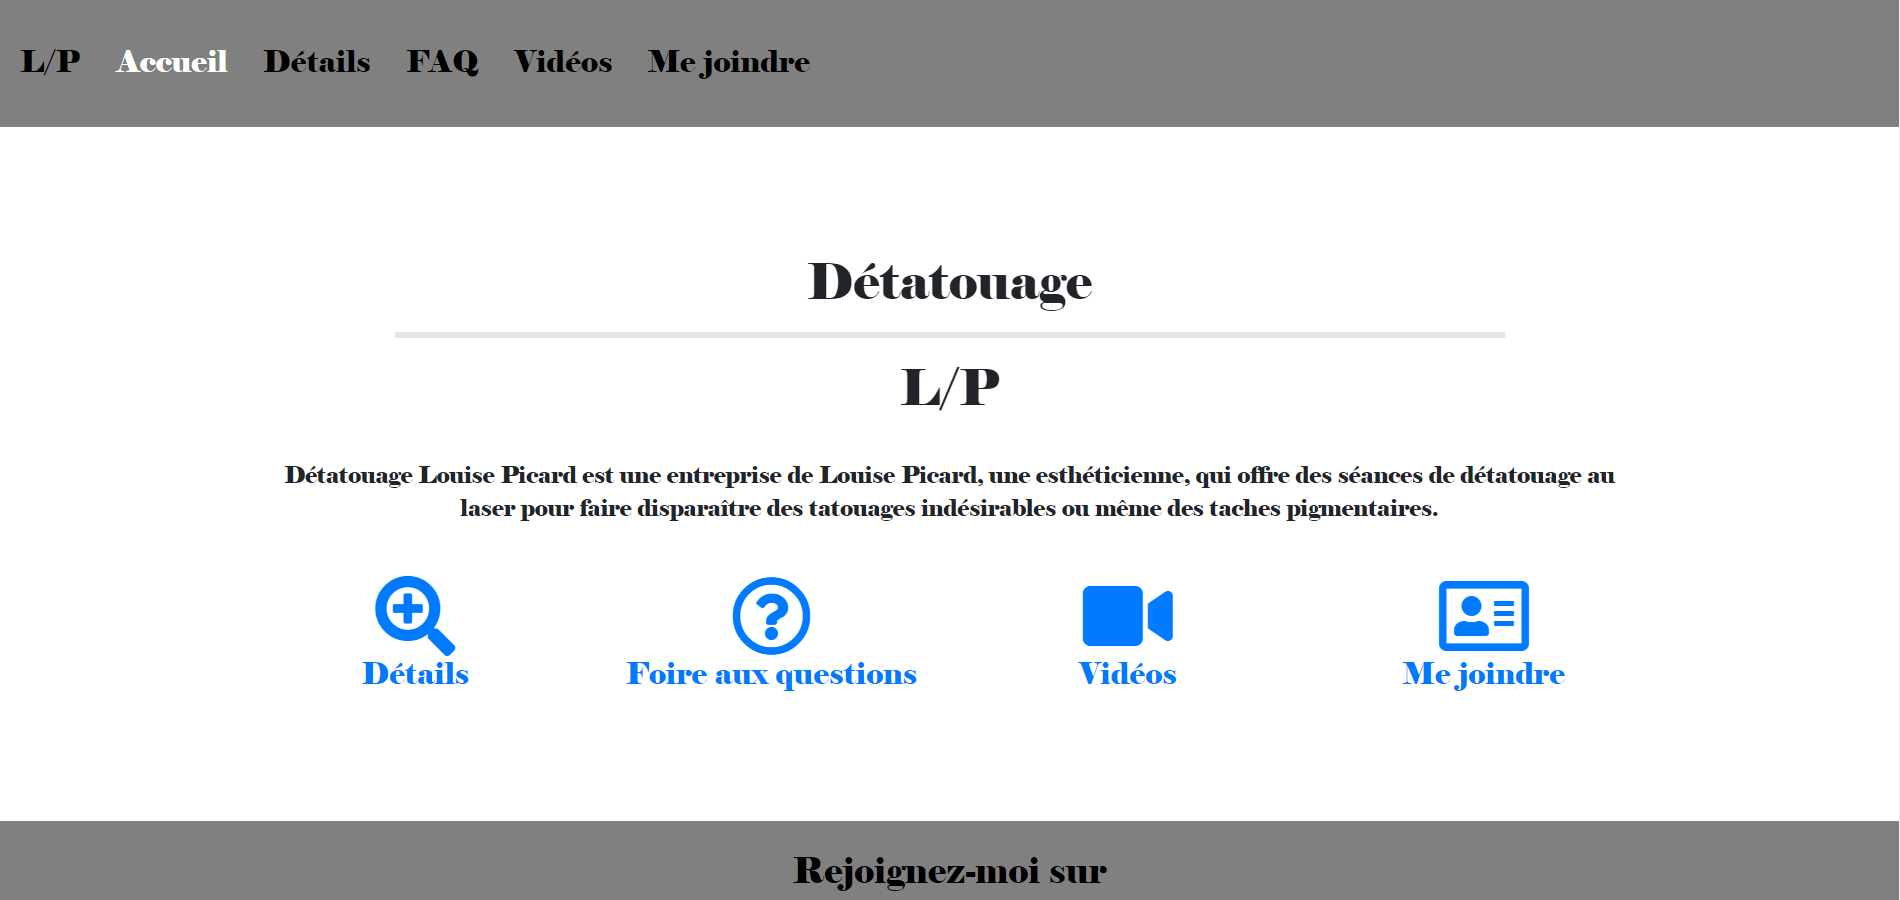 L/P Accueil Détails FAQ Vidéos Me joindre
Détatouage
L/P
Détatouage Louise Picard est une entreprise de Louise Picard, une esthéticienne, qui offre des séances de détatouage au
laser pour faire disparaître des tatouages indésirables ou même des taches pigmentaires.
Détails Foire aux questions Vidéos Me joindre
Rejoignez-moi sur